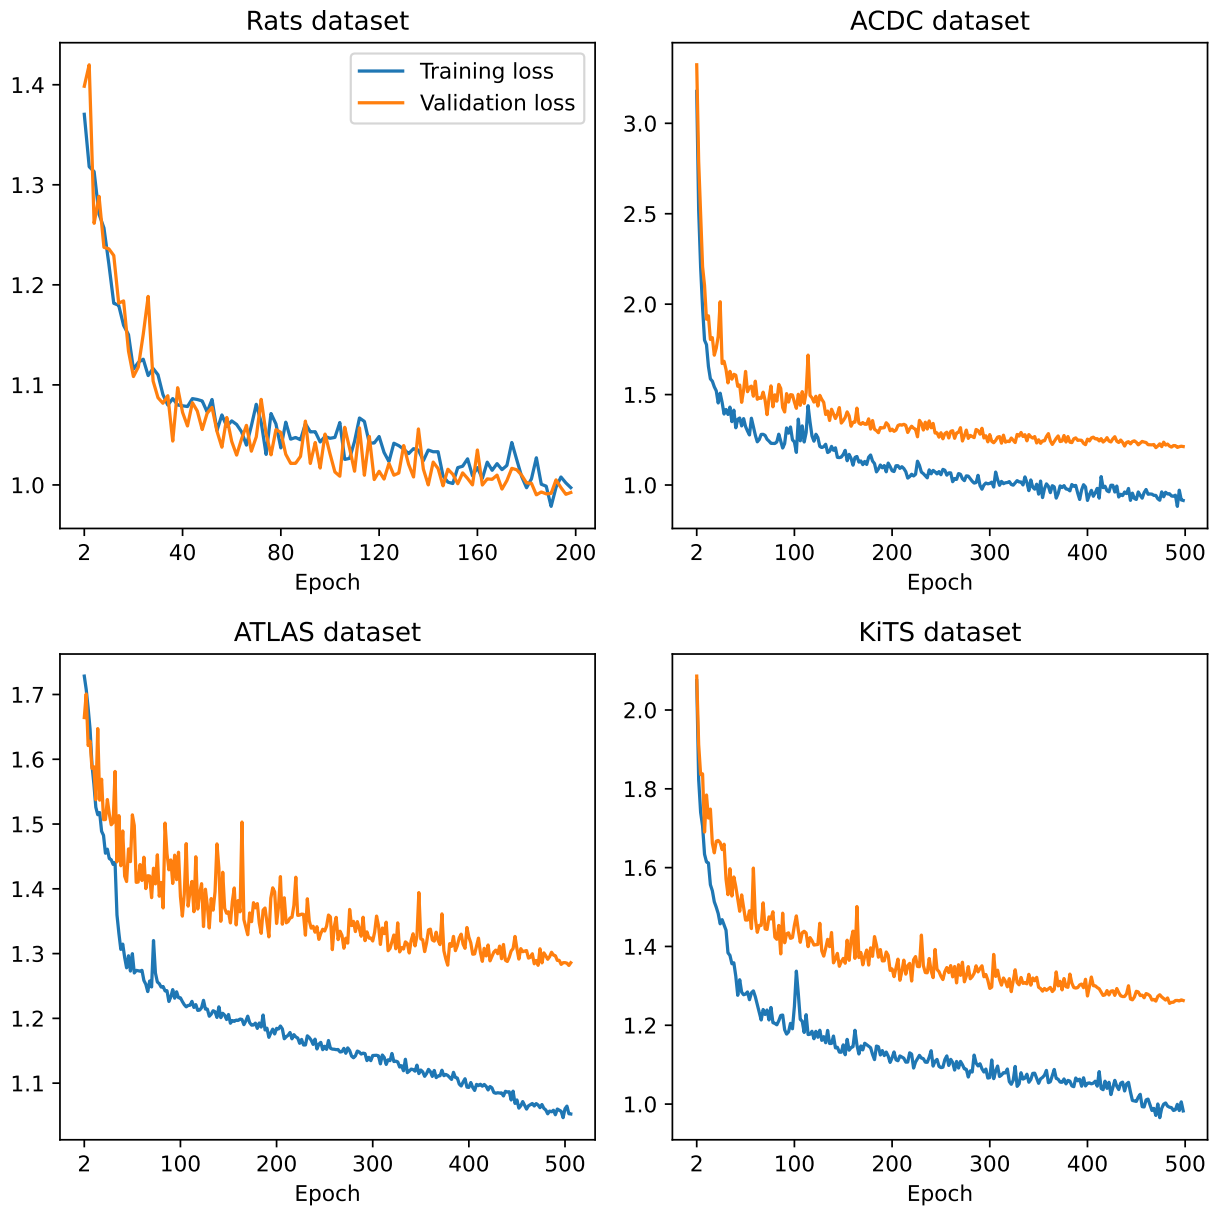 Rats dataset
1.4
1.3
1.2
1.1
1.0
Training loss
Validation loss
2 40 80 120 160 200
Epoch
ACDC dataset
3.0
2.5
2.0
1.5
1.0
2 100 200 300 400 500
Epoch
ATLAS dataset
1.7
1.6
1.5
1.4
1.3
1.2
1.1
2 100 200 300 400 500
Epoch
KiTS dataset
2.0
1.8
1.6
1.4
1.2
1.0
2 100 200 300 400 500
Epoch